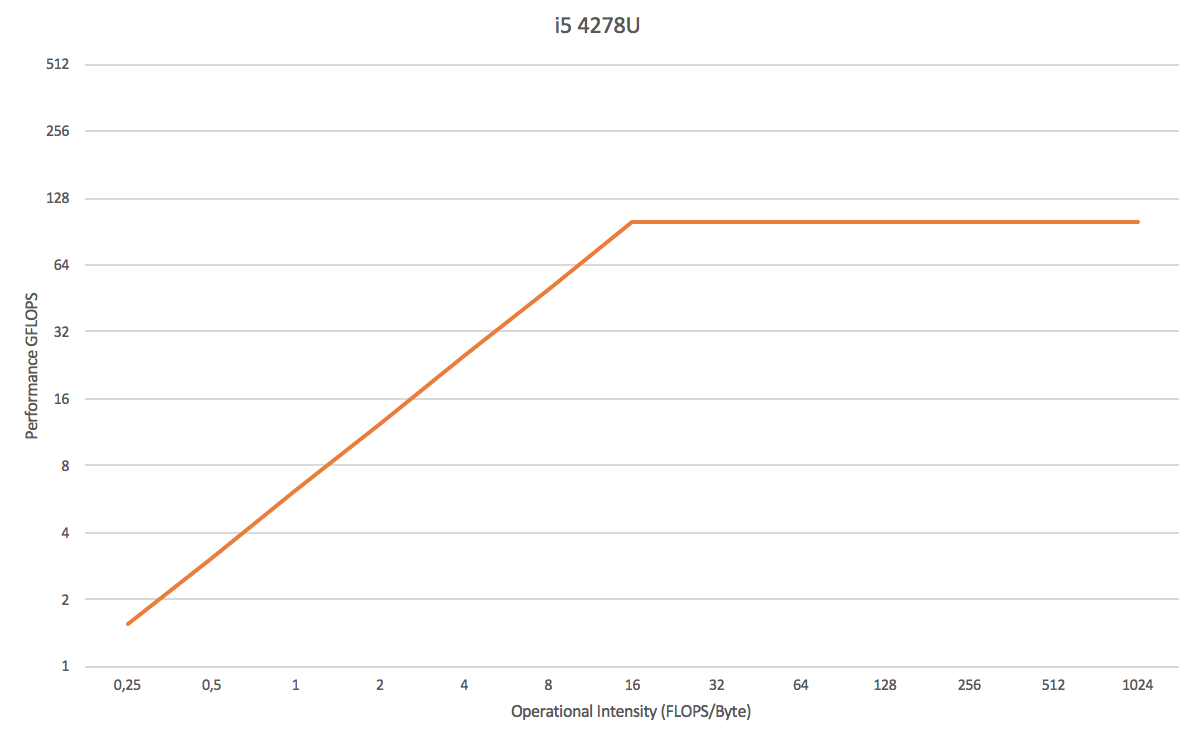 i5 4278U
512
256
128
64
32
16
8
4
2
1
Performance GFLOPS
0,25 0,5 1 2 4 8 16 32 64 128 256 512 1024
Operational Intensity (FLOPS/Byte)